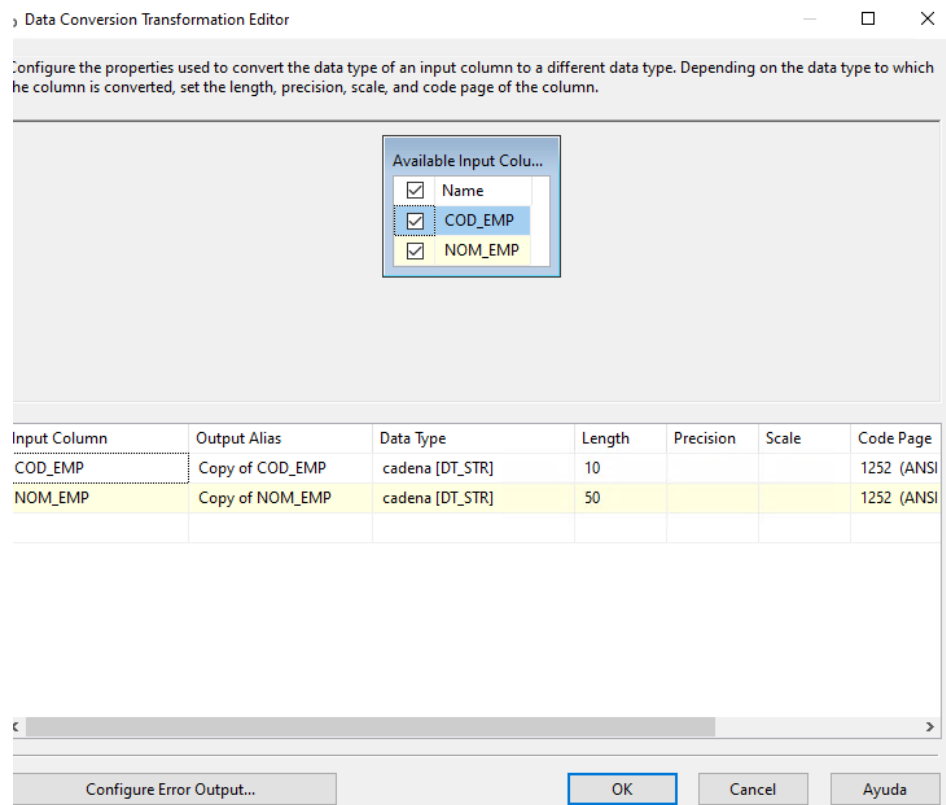 Data Conversion Transformation Editor
Configure the properties used to convert the data type of an input column to a different data type. Depending on the data type to which
he column is converted, set the length, precision, scale, and code page of the column.
Available Input Colu...
Name
COD_EMP
NOM_EMP
Input Column Output Alias Data Type Length Precision Scale Code Page
COD_EMP Copy of COD_EMP cadena [DT_STR] 10 1252 (ANSI
NOM_EMP Copy of NOM_EMP cadena [DT_STR] 50 1252 (ANSI
Configure Error Output... OK Cancel Ayuda